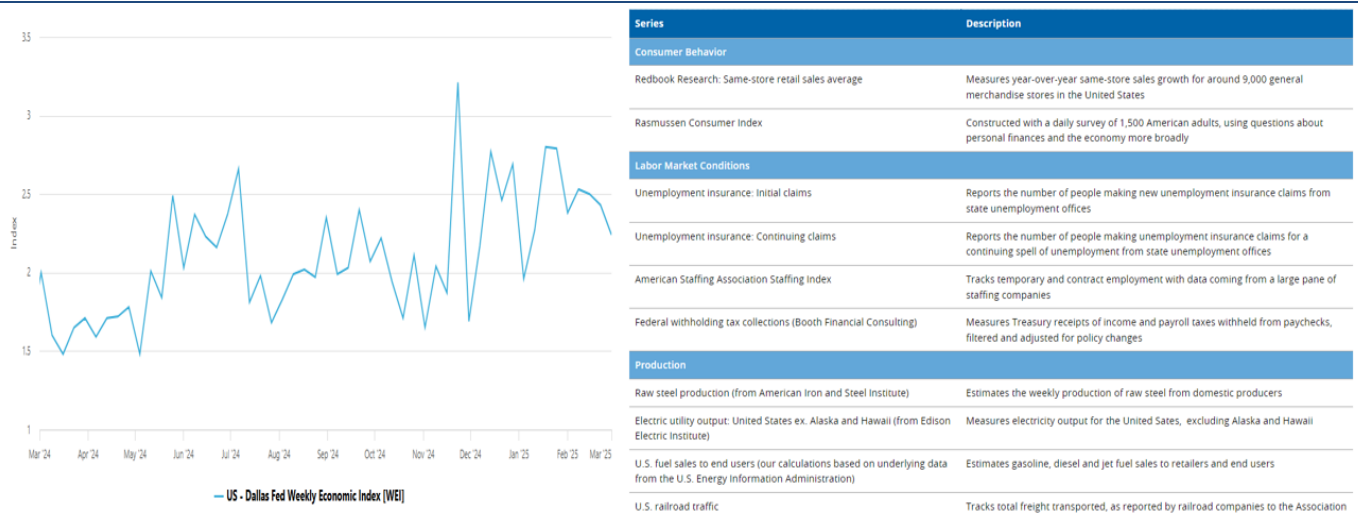 3.5
3
2.5
2
1.5
1
Index
Mar '24 Apr '24 May '24 Jun '24 Jul '24 Aug '24 Sep '24 Oct '24 Nov '24 Dec '24 Jan '25 Feb '25 Mar '25
US - Dallas Fed Weekly Economic Index [WEI]
Series Description
Consumer Behavior
Redbook Research: Same-store retail sales average Measures year-over-year same-store sales growth for around 9,000 general
merchandise stores in the United States
Rasmussen Consumer Index Constructed with a daily survey of 1,500 American adults, using questions about
personal finances and the economy more broadly
Labor Market Conditions
Unemployment insurance: Initial claims Reports the number of people making new unemployment insurance claims from
state unemployment offices
Unemployment insurance: Continuing claims Reports the number of people making unemployment insurance claims for a
continuing spell of unemployment from state unemployment offices
American Staffing Association Staffing Index Tracks temporary and contract employment with data coming from a large pane of
staffing companies
Federal withholding tax collections (Booth Financial Consulting) Measures Treasury receipts of income and payroll taxes withheld from paychecks,
filtered and adjusted for policy changes
Production
Raw steel production (from American Iron and Steel Institute) Estimates the weekly production of raw steel from domestic producers
Electric utility output: United States ex. Alaska and Hawaii (from Edison Measures electricity output for the United Sates, excluding Alaska and Hawaii
Electric Institute)
U.S. fuel sales to end users (our calculations based on underlying data Estimates gasoline, diesel and jet fuel sales to retailers and end users
from the U.S. Energy Information Administration)
U.S. railroad traffic Tracks total freight transported, as reported by railroad companies to the Association